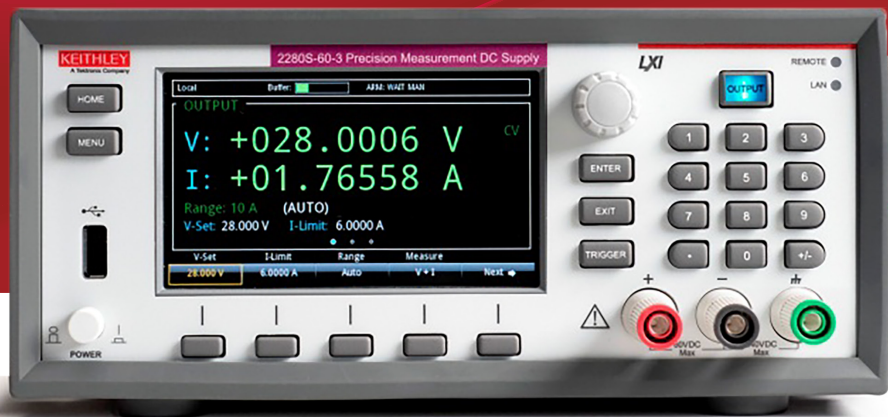 KEITHLEY
A Tektronix Company
2280S-60-3 Precision Measurement DC Supply
LXI
REMOTE
LAN
HOME
MENU
Local Buffer: ARM: WAIT MAN
OUTPUT
V: +028.0006 V CV
I: +01.76558 A
Range: 10 A (AUTO)
V-Set: 28.000 V I-Limit: 6.0000 A
V-Set I-Limit Range Measure
28.000 V 6.0000 A Auto V + I Next
OUTPUT
1 2 3
ENTER 4 5 6
EXIT 7 8 9
TRIGGER . 0 +/-
+ −
Max Max
POWER